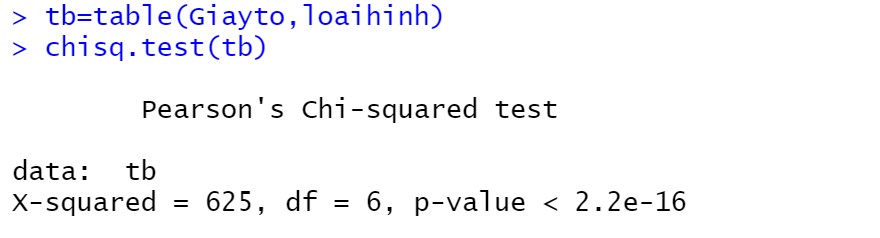 > tb=table(Giayto,loaihinh)
> chisq.test(tb)
Pearson's Chi-squared test
data:  tb
X-squared = 625, df = 6, p-value < 2.2e-16